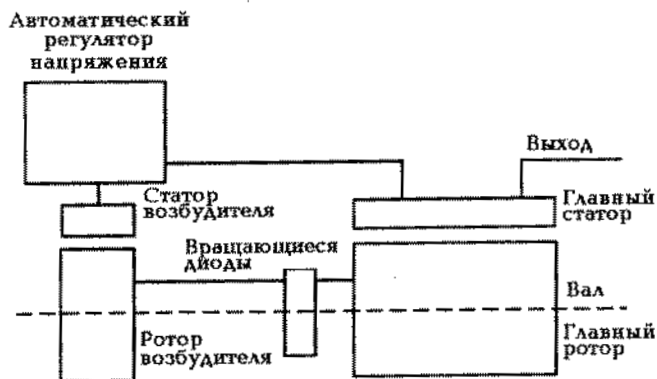 Автоматический
регулятор
напряжения
Выход
Статор
возбудителя
Главный
статор
Вращающиеся
диоды
Вал
Ротор
возбудителя
Главный
ротор